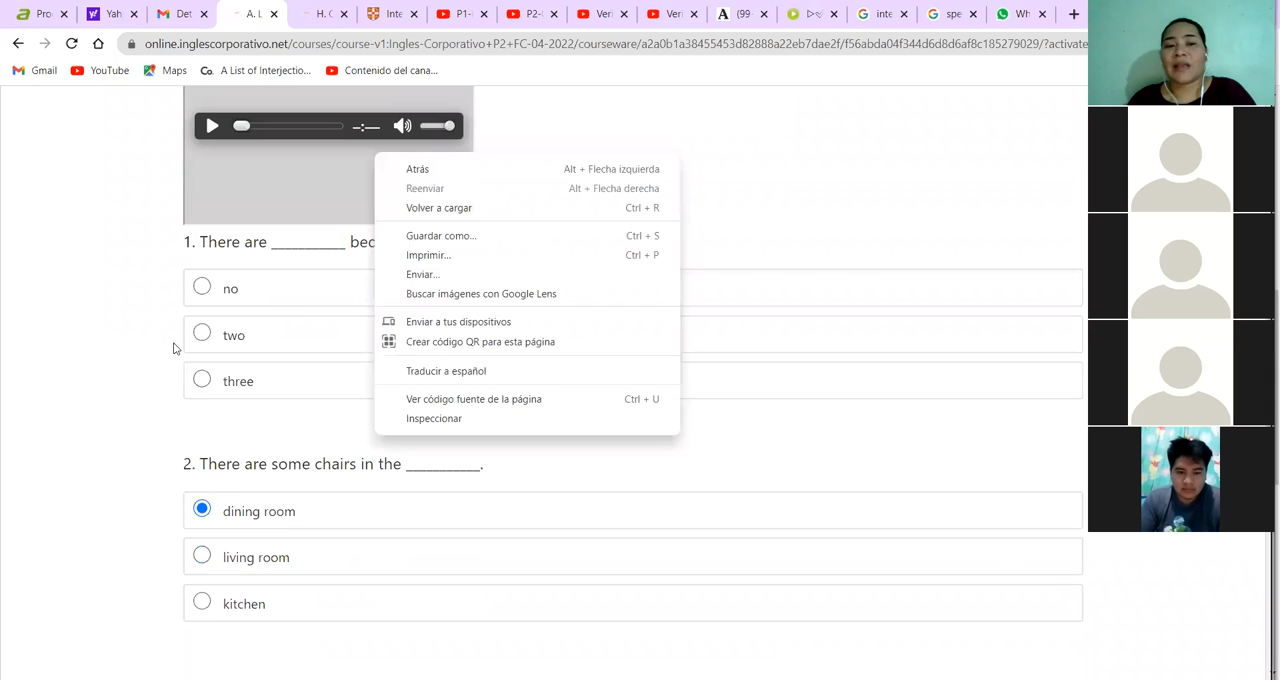 Pro
Yah
Det
A. L
H. C
Inte
P1-(
P2-(
Veri
Veri
(99
D
inte
spe
Wh
online.inglescorporativo.net/courses/course-v1:Ingles-Corporativo+P2+FC-04-2022/courseware/a2a0b1a38455453d82888a22eb7dae2f/f56abda04f344d6d8d6af8c185279029/?activate
Gmail
YouTube
Maps
Co. A List of Interjectio...
Contenido del cana...
-:--
Atrás Alt + Flecha izquierda
Reenviar Alt + Flecha derecha
Volver a cargar Ctrl + R
Guardar como... Ctrl + S
Imprimir... Ctrl + P
Enviar...
Buscar imágenes con Google Lens
Enviar a tus dispositivos
Crear código QR para esta página
Traducir a español
Ver código fuente de la página Ctrl + U
Inspeccionar
1. There are __________ bed
no
two
three
2. There are some chairs in the __________.
dining room
living room
kitchen